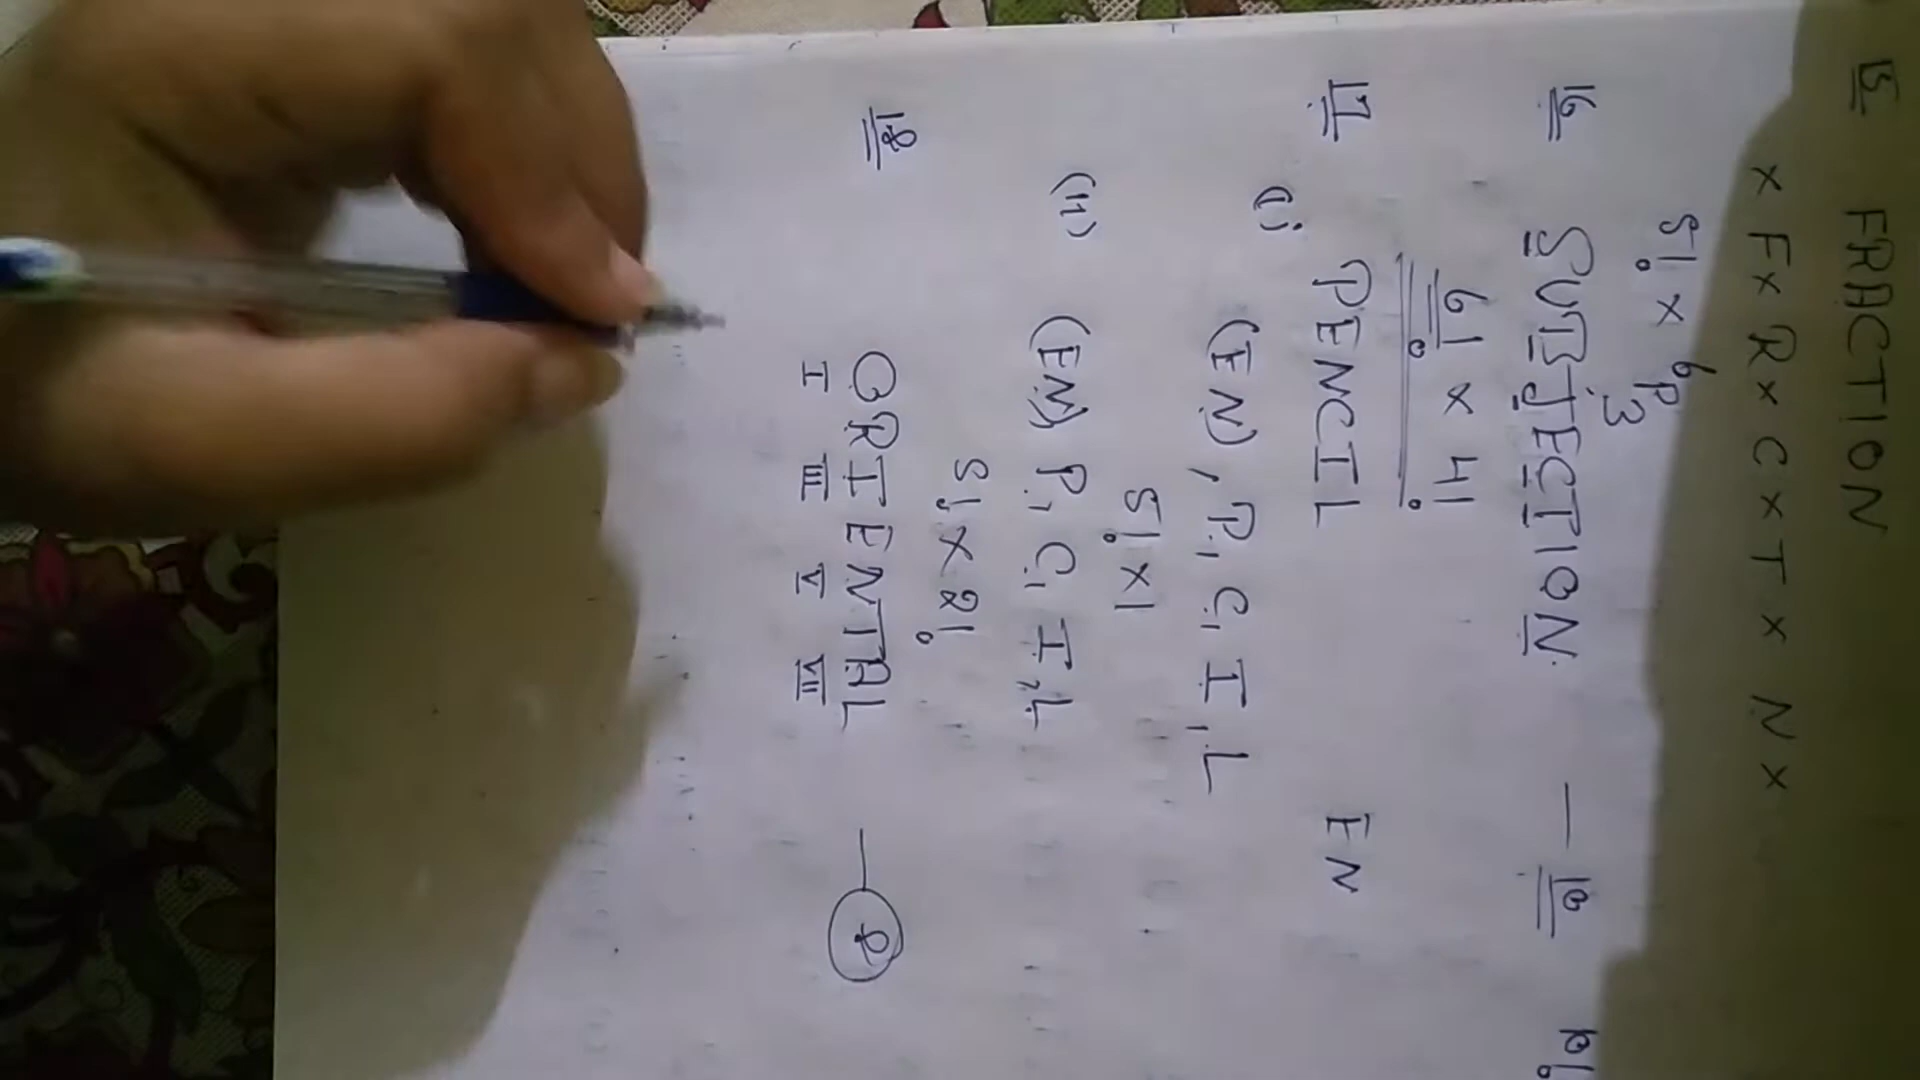 15 FRACTION
x F x R x C x T x N x
5! x 6P3
16 SUBJECTION — 10 10!
6! x 4!
17 PENCIL EN
(i) (EN), P, C, I, L
5! x 1
(ii) (EN) P, C, I, L
5! x 2!
18 ORIENTAL — 8
I III V VII